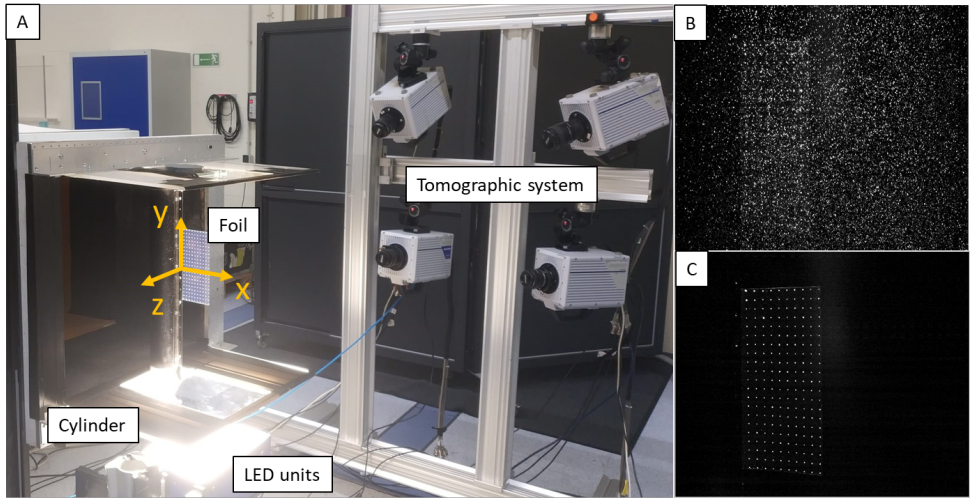 A
Tomographic system
Foil
y
x
z
Cylinder
LED units
B
C